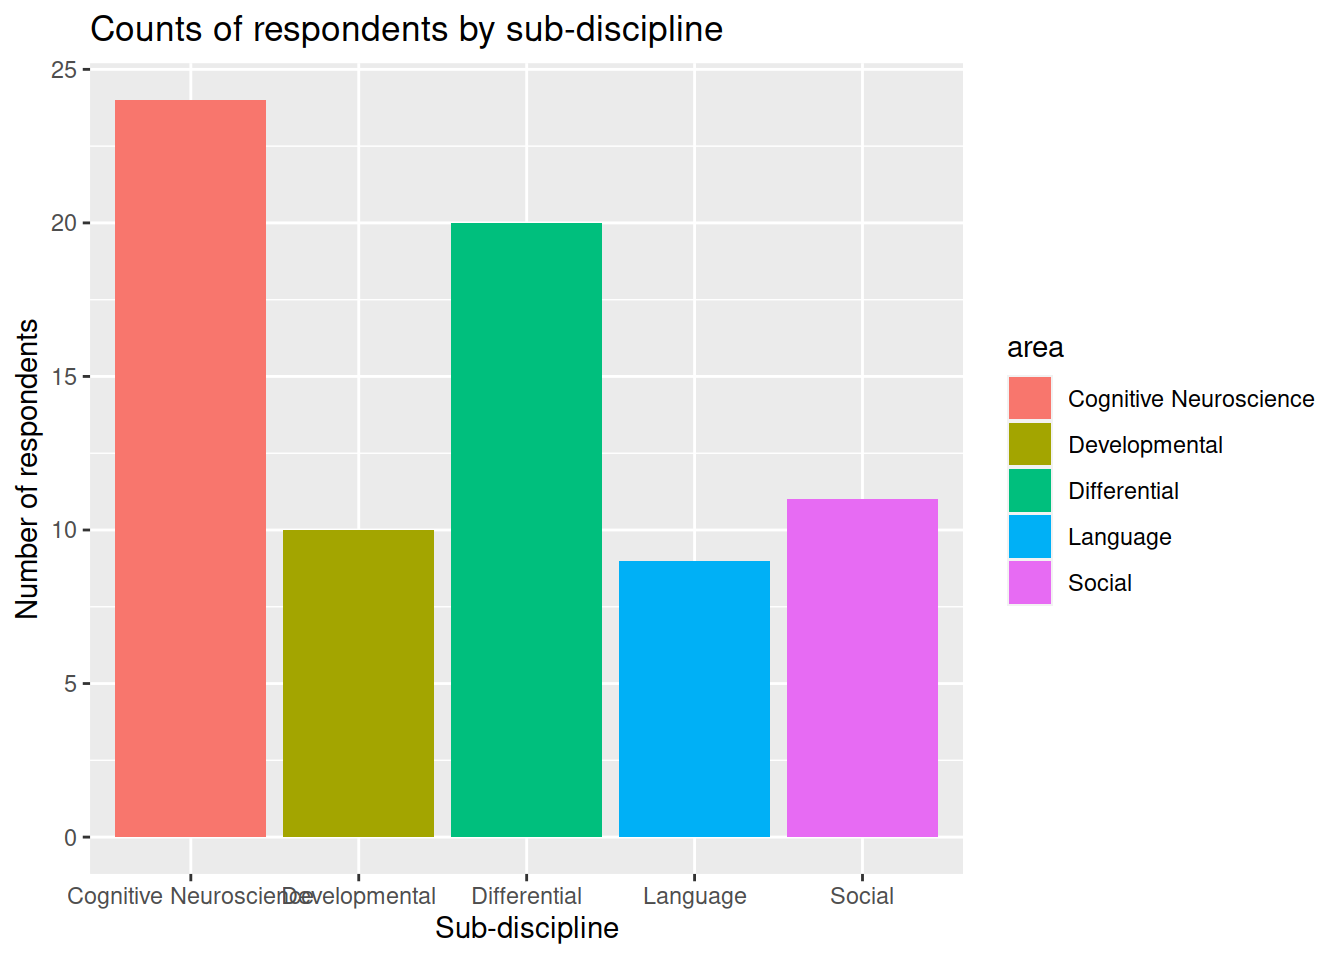 Counts of respondents by sub-discipline
Number of respondents
25
20
15
10
5
0
Cognitive Neuroscience Developmental Differential Language Social
Sub-discipline
area
Cognitive Neuroscience
Developmental
Differential
Language
Social